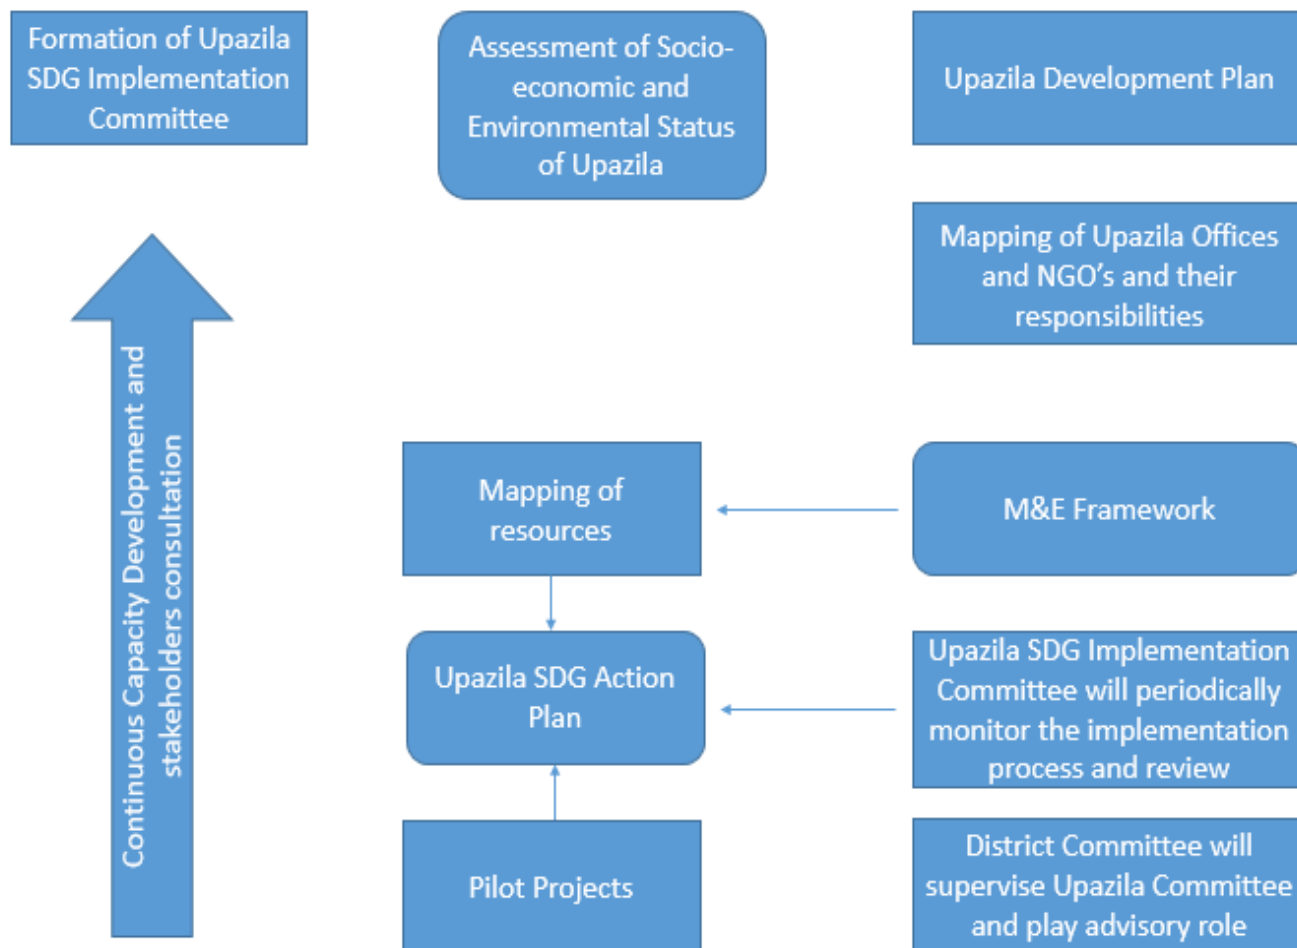 Formation of Upazila
SDG Implementation
Committee
Assessment of Socio-
economic and
Environmental Status
of Upazila
Upazila Development Plan
Mapping of Upazila Offices
and NGO's and their
responsibilities
Continuous Capacity Development and
stakeholders consultation
Mapping of
resources
M&E Framework
Upazila SDG Action
Plan
Upazila SDG Implementation
Committee will periodically
monitor the implementation
process and review
Pilot Projects
District Committee will
supervise Upazila Committee
and play advisory role